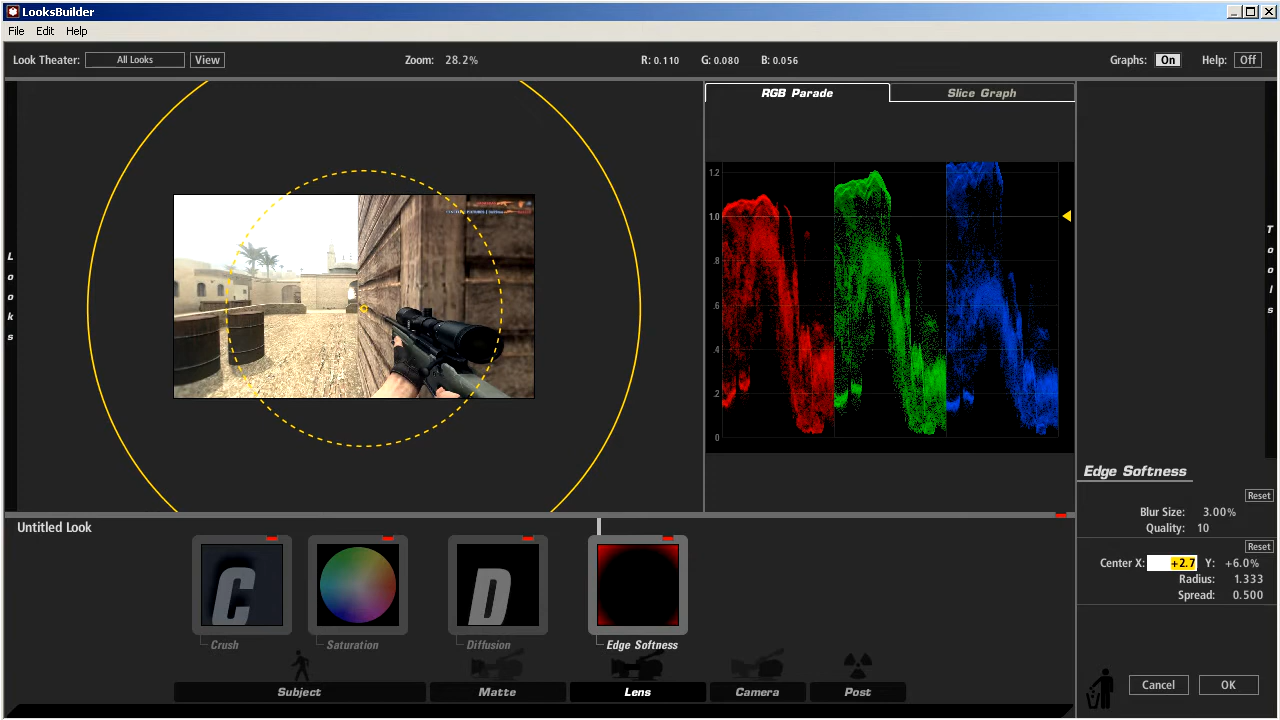 LooksBuilder
File Edit Help
Look Theater: All Looks View Zoom: 28.2% R: 0.110 G: 0.080 B: 0.056 Graphs: On Help: Off
RGB Parade Slice Graph
Looks
Tools
1.2
1.0
.8
.6
.4
.2
0
Edge Softness
Reset
Blur Size: 3.00%
Quality: 10
Reset
Center X: +2.7 Y: +6.0%
Radius: 1.333
Spread: 0.500
Untitled Look
C D
Crush Saturation Diffusion Edge Softness
Subject Matte Lens Camera Post
Cancel OK